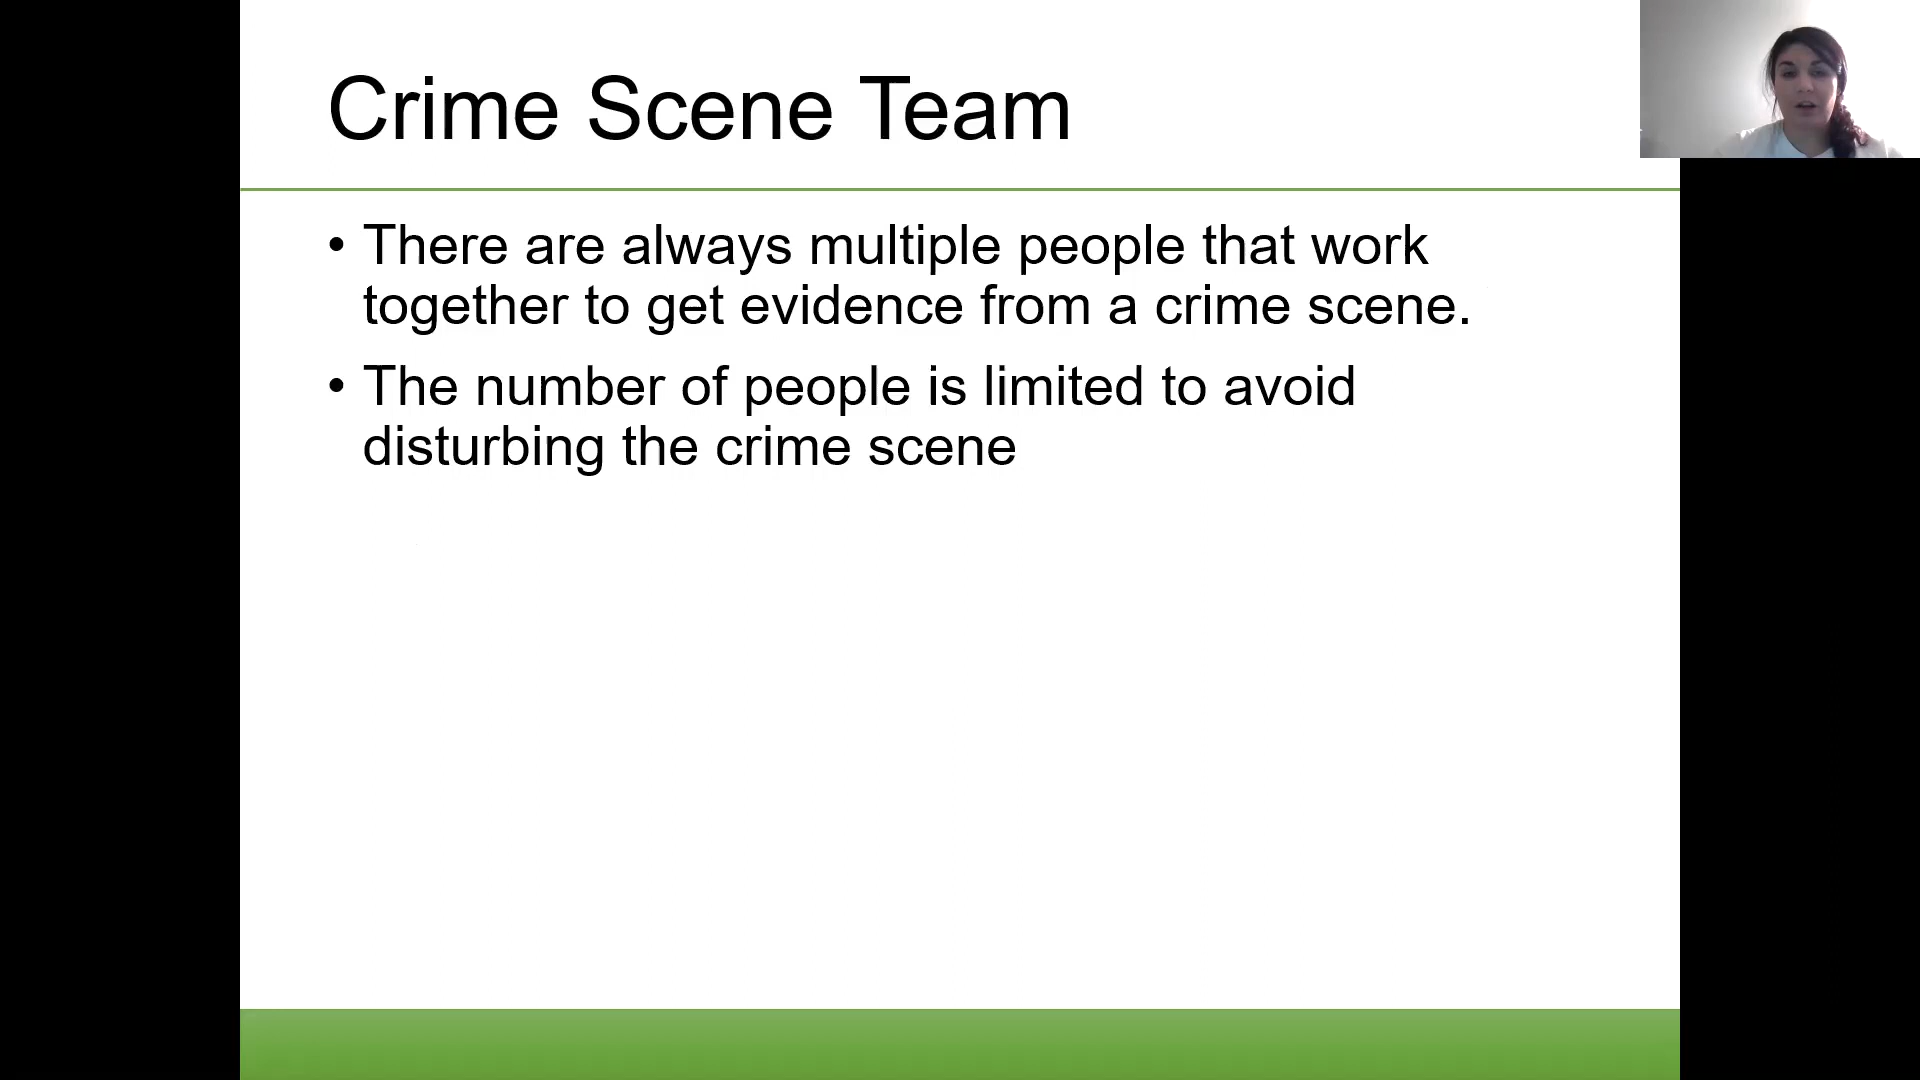 Crime Scene Team
• There are always multiple people that work
together to get evidence from a crime scene.
• The number of people is limited to avoid
disturbing the crime scene